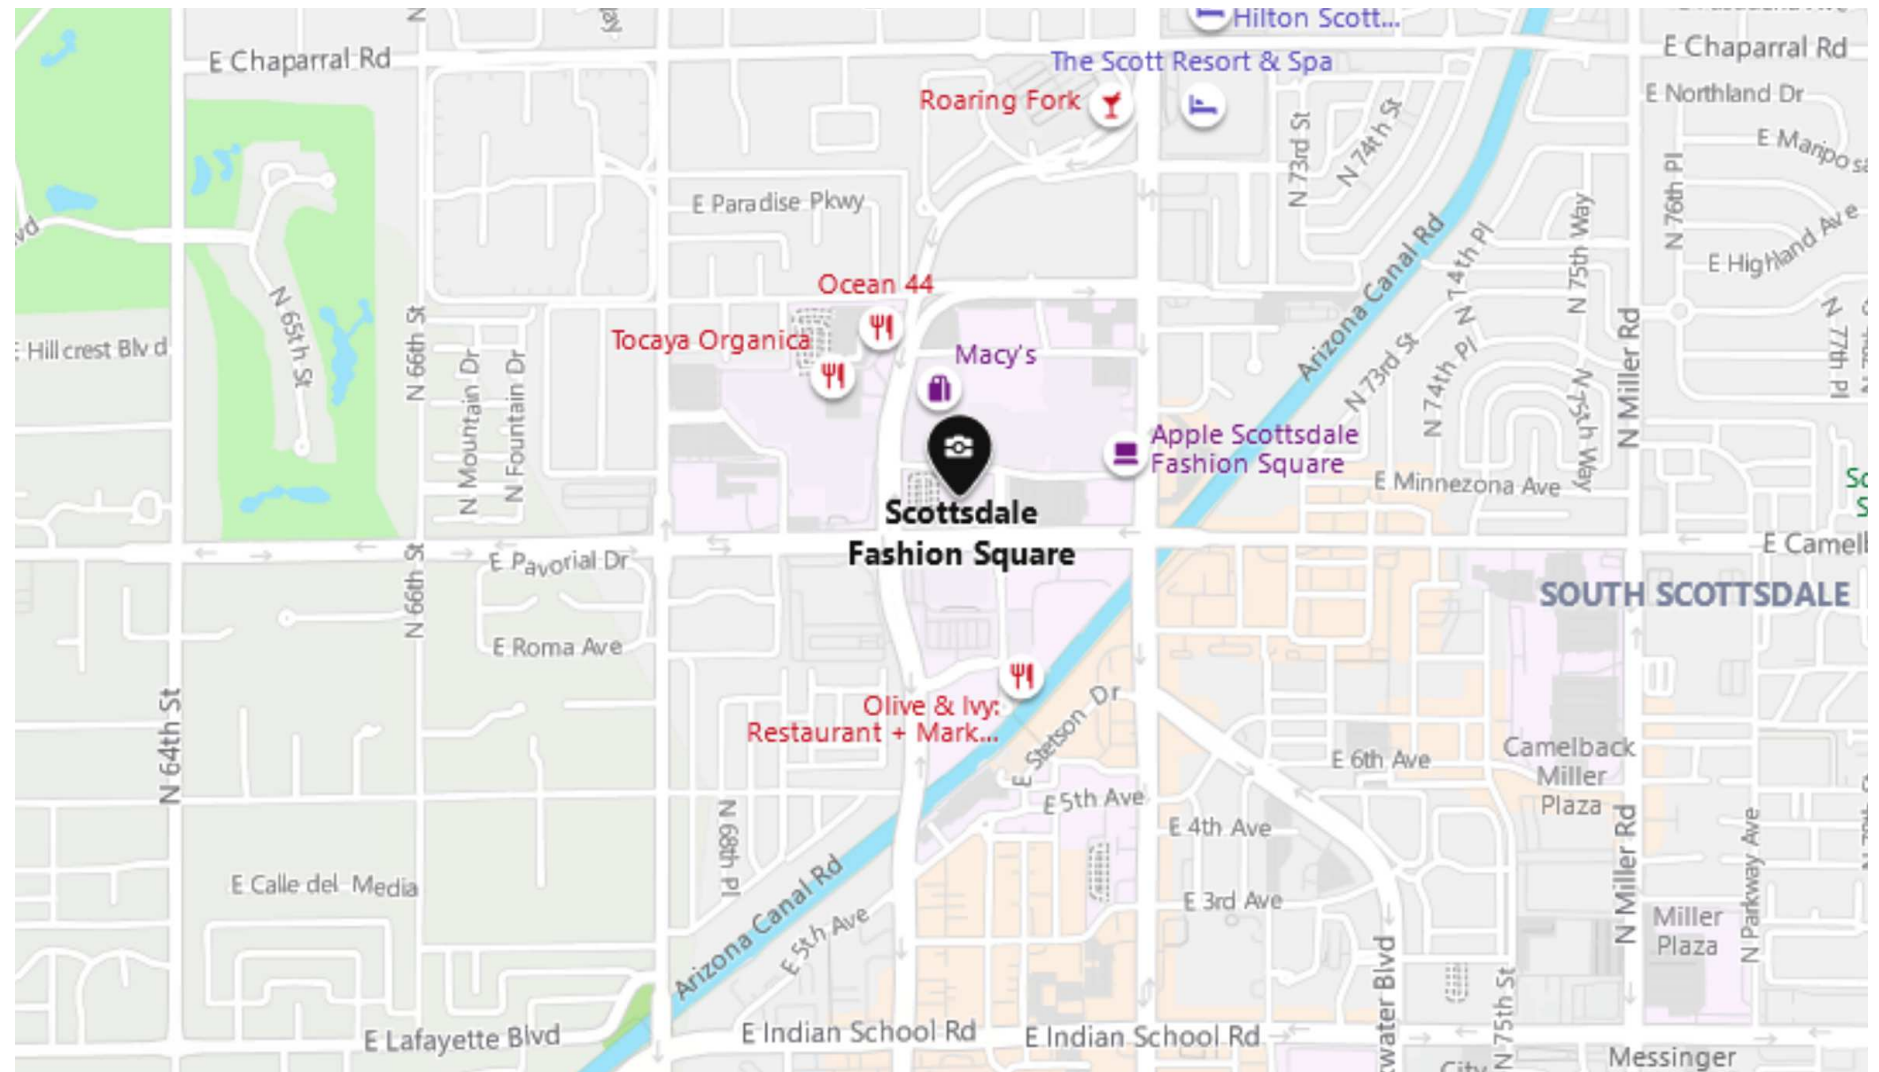 Hilton Scott...
E Chaparral Rd
E Chaparral Rd
The Scott Resort & Spa
Roaring Fork
E Northland Dr
N 73rd St
N 74th St
E Mariposa
N 76th Pl
E Paradise Pkwy
N 75th Way
E Highland Ave
Arizona Canal Rd
N 74th Pl
Ocean 44
N 65th St
N 66th St
Tocaya Organica
Hillcrest Blvd
N Mountain Dr
N Fountain Dr
Macy's
N 73rd St
N 74th Pl
N 75th Way
N Miller Rd
N 77th Pl
Apple Scottsdale
Fashion Square
E Minnezona Ave
Scottsdale
Fashion Square
E Camelb
E Pavorial Dr
N 66th St
SOUTH SCOTTSDALE
E Roma Ave
N 64th St
Olive & Ivy:
Restaurant + Mark...
E Stetson Dr
E 6th Ave
Camelback
Miller
Plaza
E 5th Ave
E 4th Ave
N 68th Pl
E Calle del Media
Arizona Canal Rd
E 5th Ave
E 3rd Ave
N Miller Rd
N Parkway Ave
Miller
Plaza
kwater Blvd
N 75th St
E Lafayette Blvd
E Indian School Rd
E Indian School Rd
City
Messinger